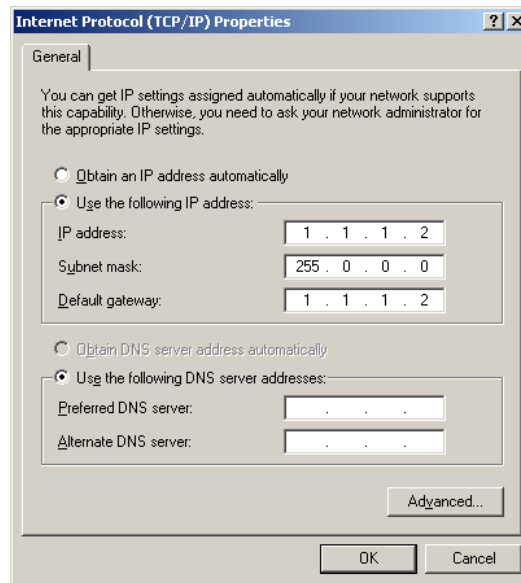 Internet Protocol (TCP/IP) Properties
General
You can get IP settings assigned automatically if your network supports
this capability. Otherwise, you need to ask your network administrator for
the appropriate IP settings.
Obtain an IP address automatically
Use the following IP address:
IP address: 1 . 1 . 1 . 2
Subnet mask: 255 . 0 . 0 . 0
Default gateway: 1 . 1 . 1 . 2
Obtain DNS server address automatically
Use the following DNS server addresses:
Preferred DNS server: . . .
Alternate DNS server: . . .
Advanced...
OK Cancel